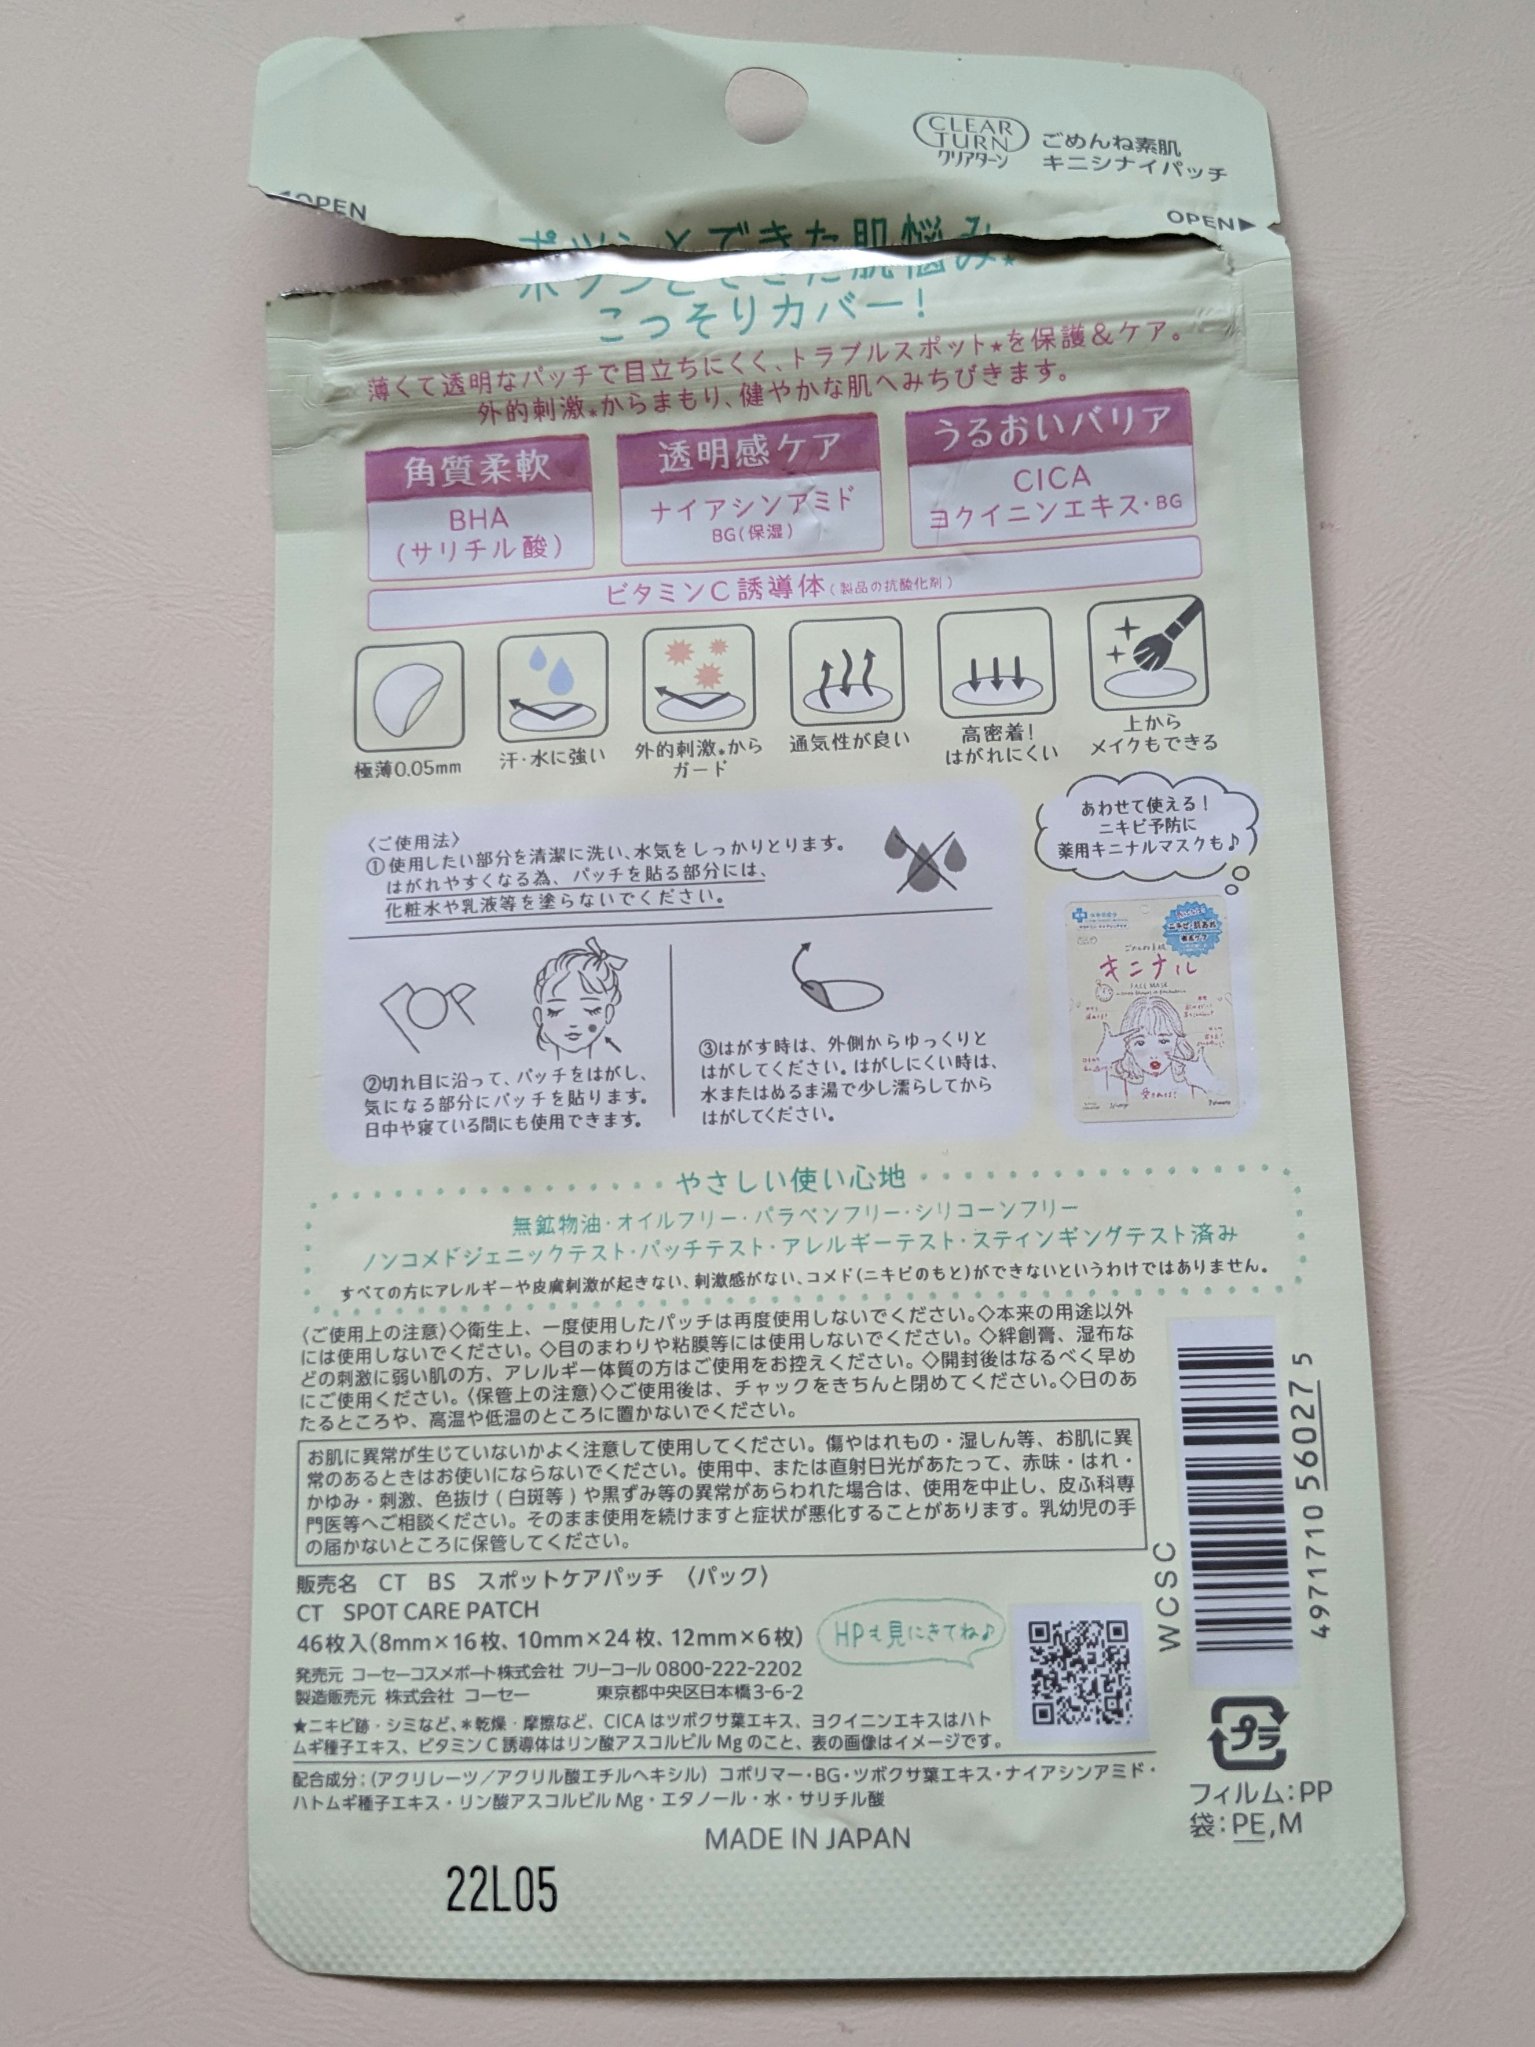 CLEAR
TURN
クリアターン
ごめんね素肌
キニシナイパッチ
OPEN
OPEN▶
ポツンとできた肌悩み★
こっそりカバー!
薄くて透明なパッチで目立ちにくく、トラブルスポット★を保護&ケア。
外的刺激*からまもり、健やかな肌へみちびきます。
角質柔軟
BHA
(サリチル酸)
透明感ケア
ナイアシンアミド
BG(保湿)
うるおいバリア
CICA
ヨクイニンエキス・BG
ビタミンC誘導体(製品の抗酸化剤)
極薄0.05mm
汗・水に強い
外的刺激*から
ガード
通気性が良い
高密着!
はがれにくい
上から
メイクもできる
〈ご使用法〉
①使用したい部分を清潔に洗い、水気をしっかりとります。
はがれやすくなる為、パッチを貼る部分には、
化粧水や乳液等を塗らないでください。
②切れ目に沿って、パッチをはがし、
気になる部分にパッチを貼ります。
日中や寝ている間にも使用できます。
③はがす時は、外側からゆっくりと
はがしてください。はがしにくい時は、
水またはぬるま湯で少し濡らしてから
はがしてください。
あわせて使える!
ニキビ予防に
薬用キニナルマスクも♪
ニキビ・肌あれ
ごめんね素肌
キニナル
FACE MASK
やさしい使い心地
無鉱物油・オイルフリー・パラベンフリー・シリコーンフリー
ノンコメドジェニックテスト・パッチテスト・アレルギーテスト・スティンギングテスト済み
すべての方にアレルギーや皮膚刺激が起きない、刺激感がない、コメド(ニキビのもと)ができないというわけではありません。
〈ご使用上の注意〉◇衛生上、一度使用したパッチは再度使用しないでください。◇本来の用途以外
には使用しないでください。◇目のまわりや粘膜等には使用しないでください。◇絆創膏、湿布な
どの刺激に弱い肌の方、アレルギー体質の方はご使用をお控えください。◇開封後はなるべく早め
にご使用ください。〈保管上の注意〉◇ご使用後は、チャックをきちんと閉めてください。◇日のあ
たるところや、高温や低温のところに置かないでください。
お肌に異常が生じていないかよく注意して使用してください。傷やはれもの・湿しん等、お肌に異
常のあるときはお使いにならないでください。使用中、または直射日光があたって、赤味・はれ・
かゆみ・刺激、色抜け(白斑等)や黒ずみ等の異常があらわれた場合は、使用を中止し、皮ふ科専
門医等へご相談ください。そのまま使用を続けますと症状が悪化することがあります。乳幼児の手
の届かないところに保管してください。
販売名 CT BS スポットケアパッチ 〈パック〉
CT SPOT CARE PATCH
46枚入(8mm×16枚、10mm×24枚、12mm×6枚)
発売元 コーセーコスメポート株式会社 フリーコール 0800-222-2202
製造販売元 株式会社 コーセー 東京都中央区日本橋3-6-2
HPも見にきてね♪
★ニキビ跡・シミなど、*乾燥・摩擦など、CICAはツボクサ葉エキス、ヨクイニンエキスはハト
ムギ種子エキス、ビタミンC誘導体はリン酸アスコルビルMgのこと、表の画像はイメージです。
配合成分:(アクリレーツ/アクリル酸エチルヘキシル)コポリマー・BG・ツボクサ葉エキス・ナイアシンアミド・
ハトムギ種子エキス・リン酸アスコルビルMg・エタノール・水・サリチル酸
MADE IN JAPAN
22L05
WCSC
4971710 560275
プラ
フィルム:PP
袋:PE,M